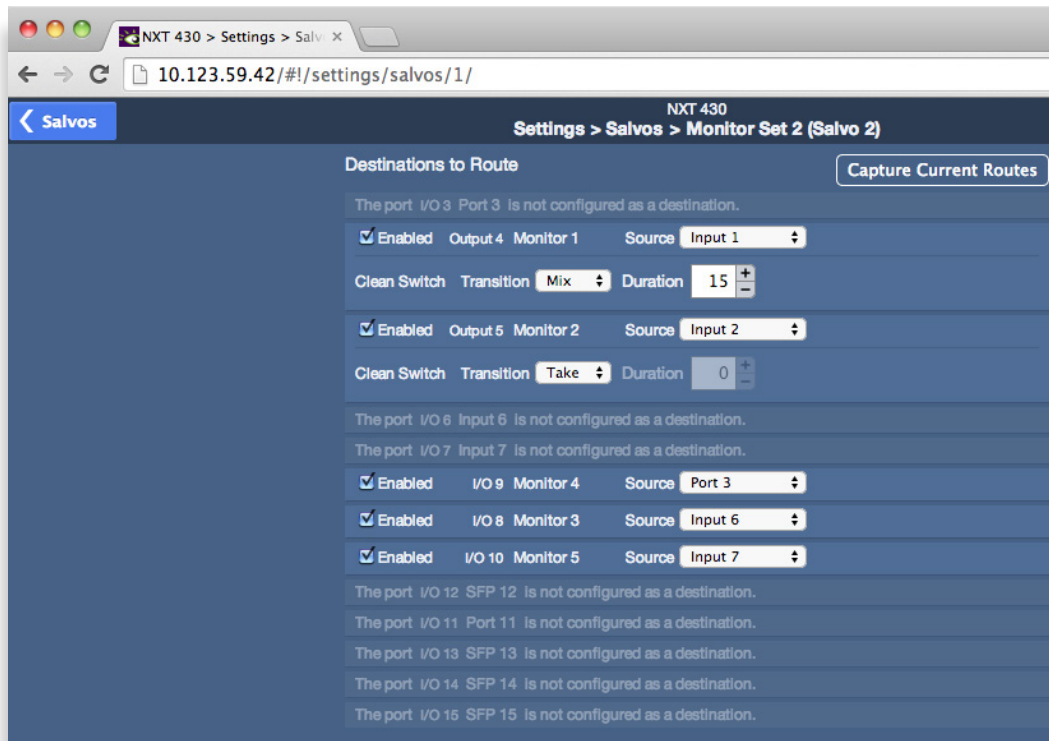 NXT 430 > Settings > Salv
10.123.59.42/#!/settings/salvos/1/
Salvos
NXT 430
Settings > Salvos > Monitor Set 2 (Salvo 2)
Destinations to Route
Capture Current Routes
The port I/O 3 Port 3 is not configured as a destination.
Enabled Output 4 Monitor 1 Source Input 1
Clean Switch Transition Mix Duration 15 + −
Enabled Output 5 Monitor 2 Source Input 2
Clean Switch Transition Take Duration 0 + −
The port I/O 6 Input 6 is not configured as a destination.
The port I/O 7 Input 7 is not configured as a destination.
Enabled I/O 9 Monitor 4 Source Port 3
Enabled I/O 8 Monitor 3 Source Input 6
Enabled I/O 10 Monitor 5 Source Input 7
The port I/O 12 SFP 12 is not configured as a destination.
The port I/O 11 Port 11 is not configured as a destination.
The port I/O 13 SFP 13 is not configured as a destination.
The port I/O 14 SFP 14 is not configured as a destination.
The port I/O 15 SFP 15 is not configured as a destination.